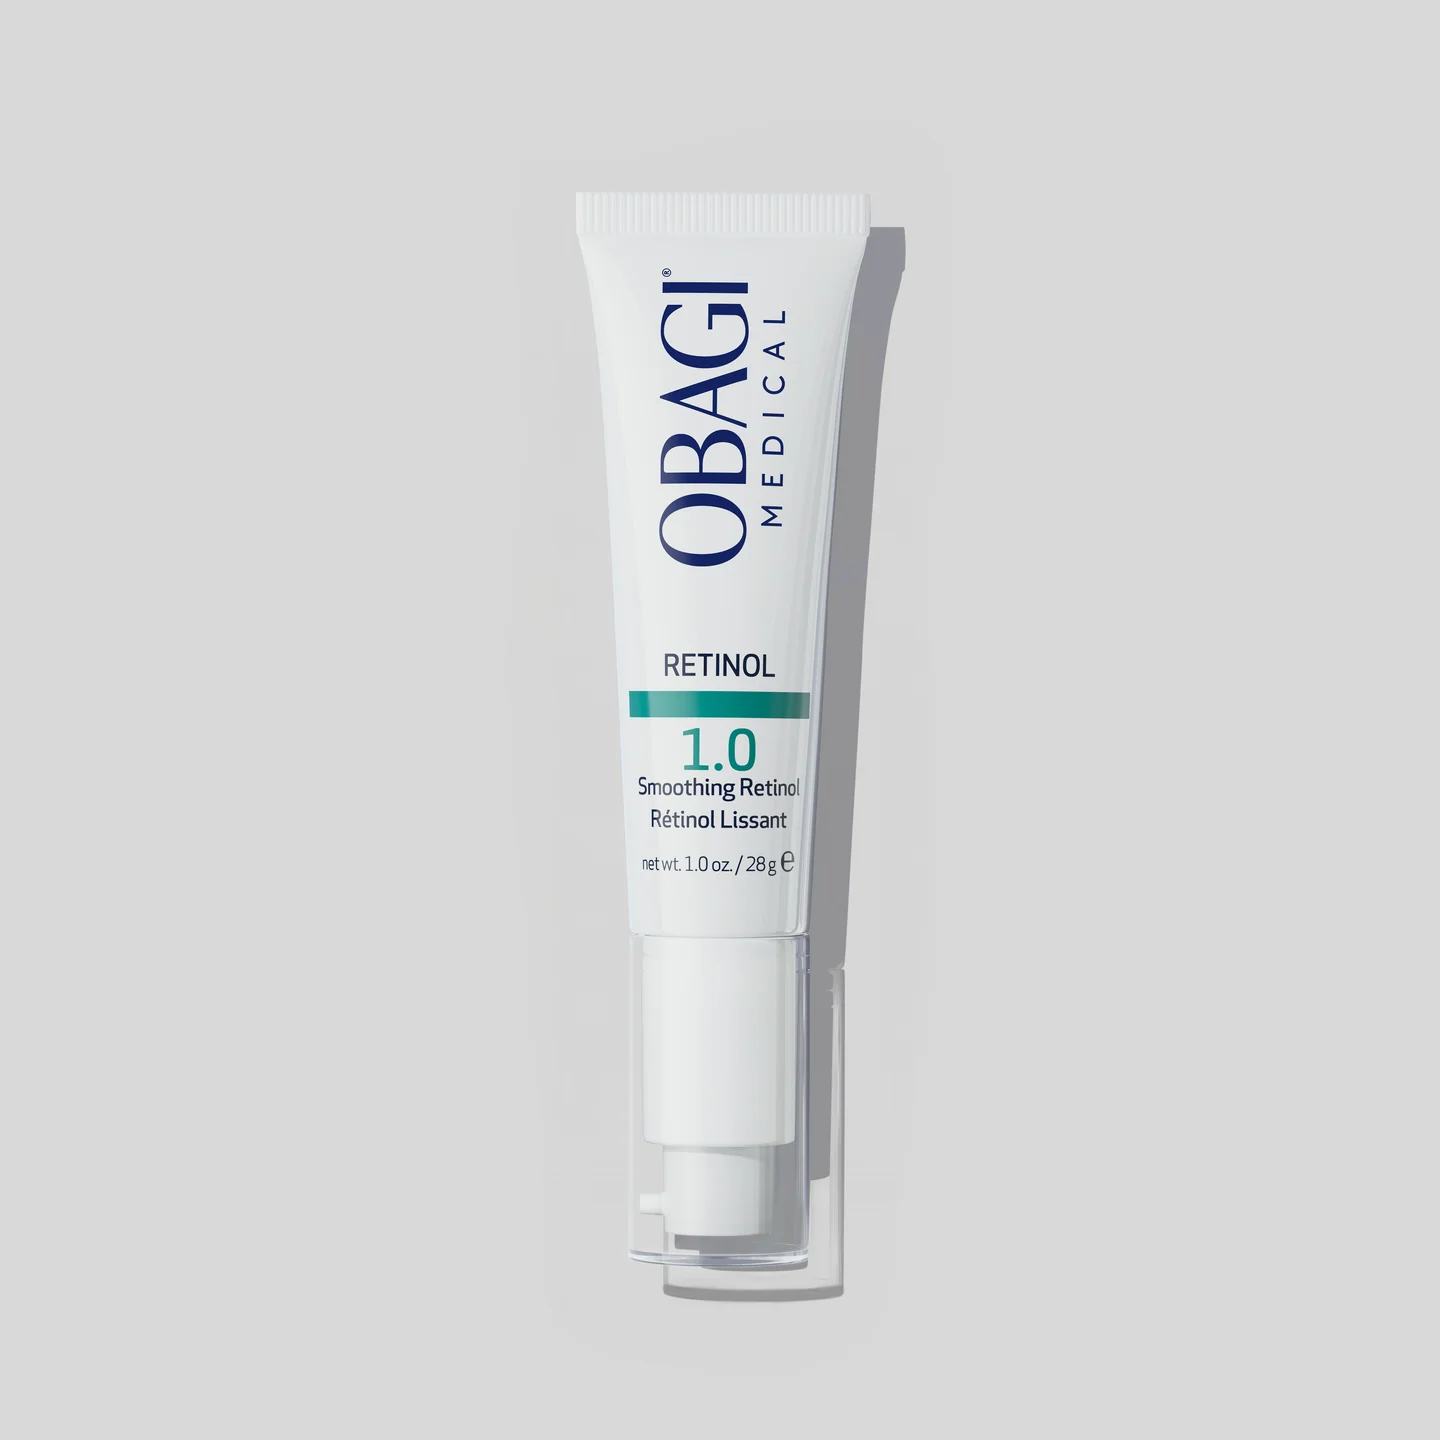 OBAGI®
MEDICAL
RETINOL
1.0
Smoothing Retinol
Rétinol Lissant
net wt. 1.0 oz. / 28 g ℮